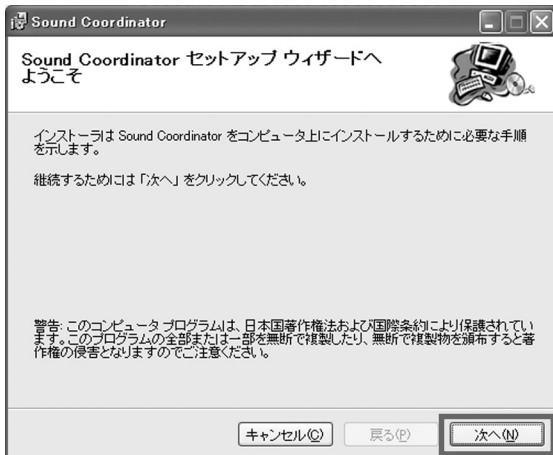 Sound Coordinator
Sound Coordinator セットアップ ウィザードへ
ようこそ
インストーラは Sound Coordinator をコンピュータ上にインストールするために必要な手順
を示します。
継続するためには「次へ」をクリックしてください。
警告: このコンピュータ プログラムは、日本国著作権法および国際条約により保護されてい
ます。このプログラムの全部または一部を無断で複製したり、無断で複製物を頒布すると著
作権の侵害となりますのでご注意ください。
キャンセル(C) 戻る(P) 次へ(N)